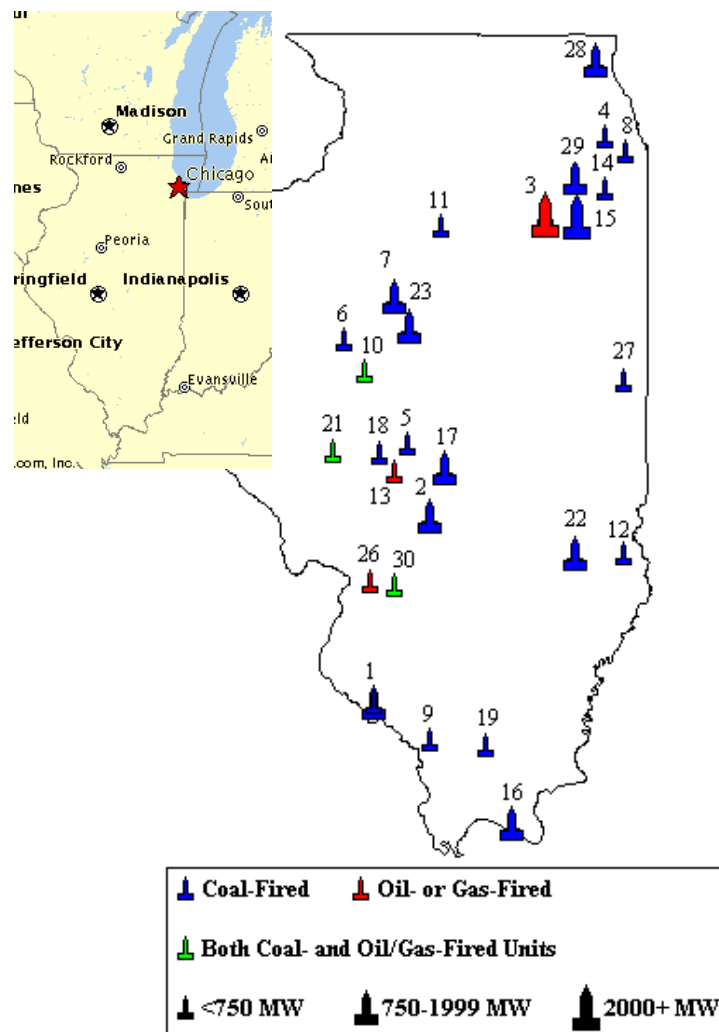 ul
Madison
Grand Rapids
Rockford
Al
Chicago
nes
Sout
Peoria
ringfield
Indianapolis
efferson City
Evansville
eld
.com, Inc.
28
4
8
29
14
3
15
11
7
23
6
10
27
21
18
5
17
13
2
22
12
26
30
1
9
19
16
Coal-Fired
Oil- or Gas-Fired
Both Coal- and Oil/Gas-Fired Units
<750 MW
750-1999 MW
2000+ MW